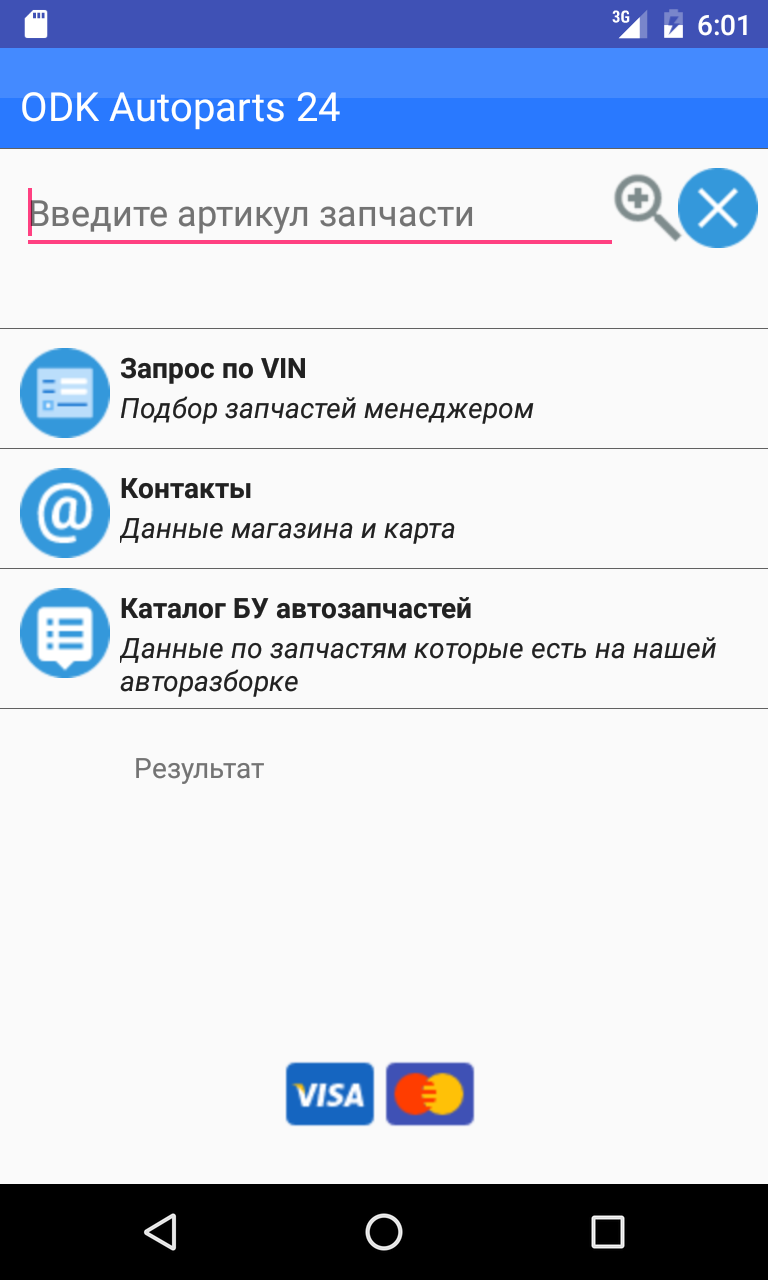 3G 6:01
ODK Autoparts 24
Введите артикул запчасти
Запрос по VIN
Подбор запчастей менеджером
@
Контакты
Данные магазина и карта
Каталог БУ автозапчастей
Данные по запчастям которые есть на нашей
авторазборке
Результат
VISA